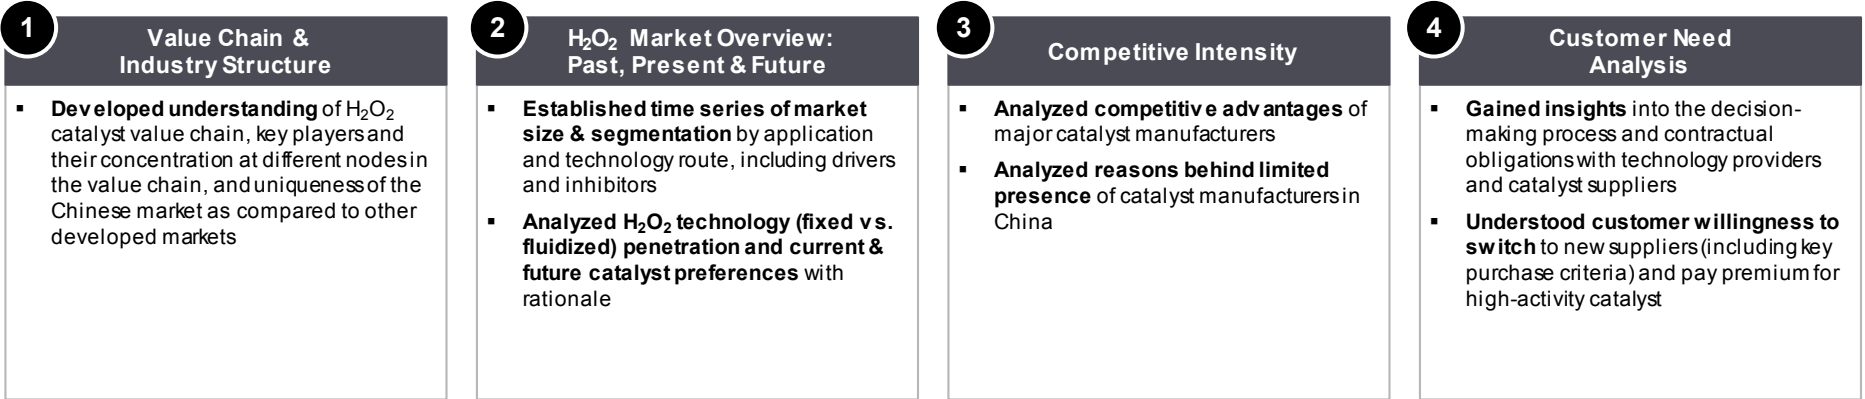 1
Value Chain &
Industry Structure
▪ Developed understanding of H₂O₂
catalyst value chain, key players and
their concentration at different nodes in
the value chain, and uniqueness of the
Chinese market as compared to other
developed markets
2
H₂O₂ Market Overview:
Past, Present & Future
▪ Established time series of market
size & segmentation by application
and technology route, including drivers
and inhibitors
▪ Analyzed H₂O₂ technology (fixed vs.
fluidized) penetration and current &
future catalyst preferences with
rationale
3
Competitive Intensity
▪ Analyzed competitive advantages of
major catalyst manufacturers
▪ Analyzed reasons behind limited
presence of catalyst manufacturers in
China
4
Customer Need
Analysis
▪ Gained insights into the decision-
making process and contractual
obligations with technology providers
and catalyst suppliers
▪ Understood customer willingness to
switch to new suppliers (including key
purchase criteria) and pay premium for
high-activity catalyst